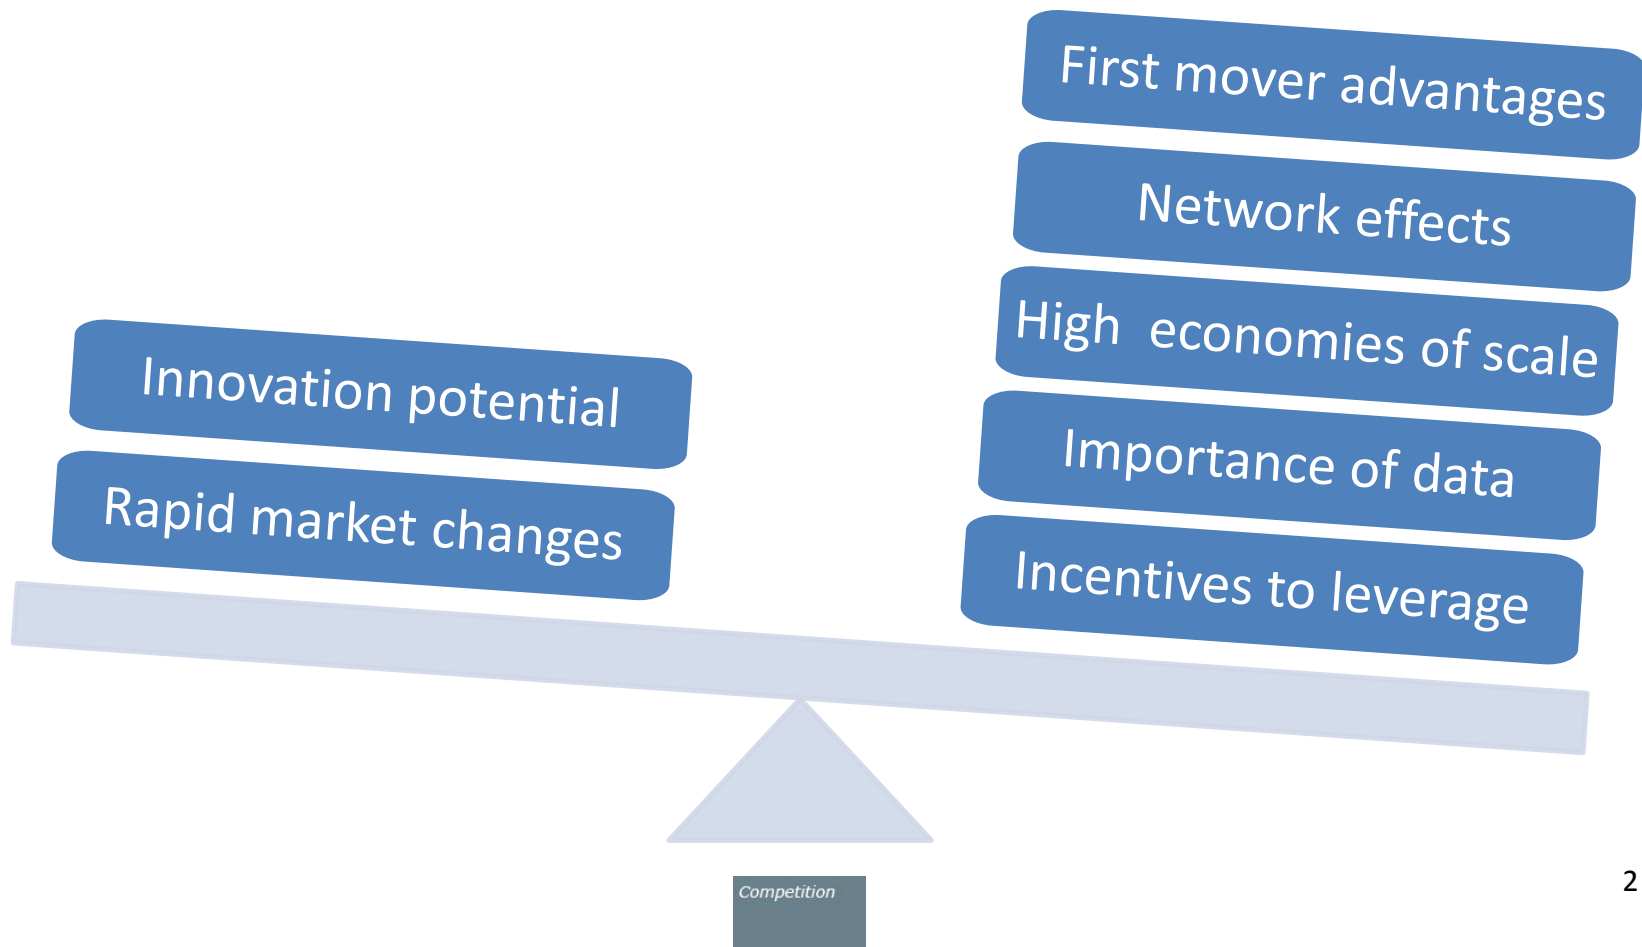 Innovation potential
Rapid market changes
First mover advantages
Network effects
High  economies of scale
Importance of data
Incentives to leverage
Competition
2